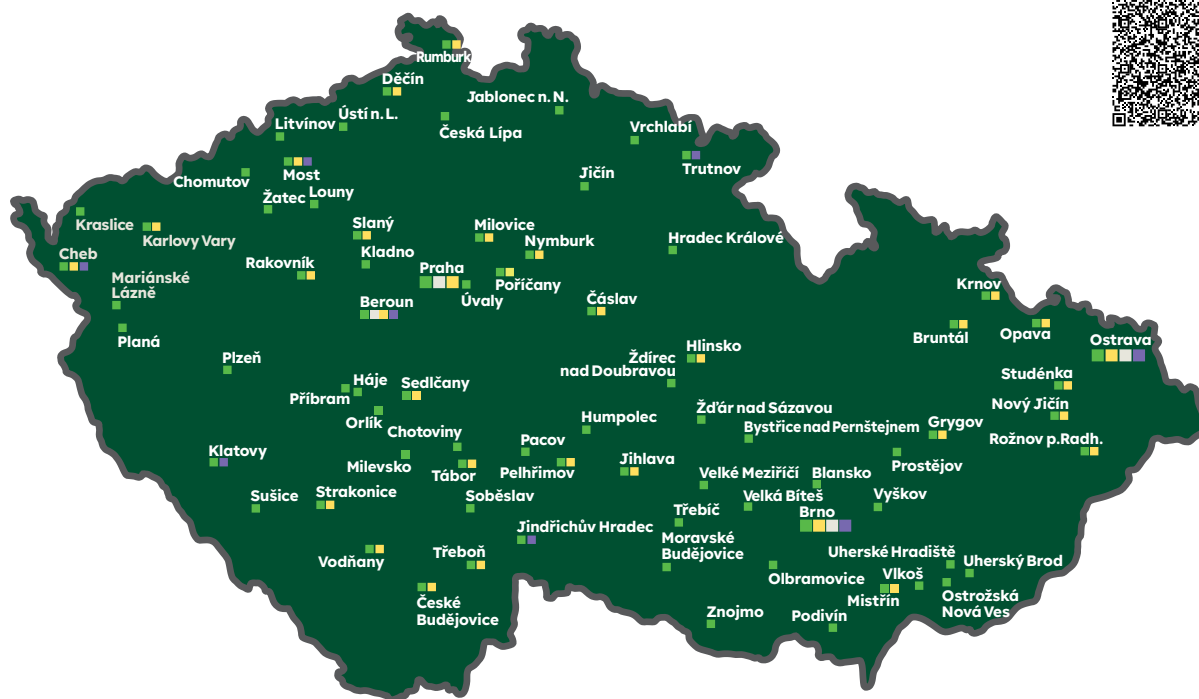 Rumburk
Děčín
Jablonec n. N.
Ústí n. L.
Litvínov
Česká Lípa
Vrchlabí
Most
Trutnov
Chomutov
Jičín
Žatec
Louny
Kraslice
Karlovy Vary
Slaný
Milovice
Nymburk
Hradec Králové
Cheb
Kladno
Rakovník
Praha
Poříčany
Mariánské
Lázně
Úvaly
Krnov
Beroun
Čáslav
Planá
Bruntál
Opava
Ostrava
Plzeň
Hlinsko
Ždírec
nad Doubravou
Studénka
Háje
Sedlčany
Příbram
Nový Jičín
Orlík
Humpolec
Žďár nad Sázavou
Bystřice nad Pernštejnem
Grygov
Chotoviny
Rožnov p.Radh.
Klatovy
Pacov
Milevsko
Tábor
Pelhřimov
Jihlava
Velké Meziříčí
Blansko
Prostějov
Sušice
Strakonice
Soběslav
Velká Bíteš
Vyškov
Třebíč
Brno
Jindřichův Hradec
Moravské
Budějovice
Vodňany
Třeboň
Uherské Hradiště
Uherský Brod
Olbramovice
Vlkoš
Mistřín
Ostrožská
Nová Ves
České
Budějovice
Znojmo
Podivín